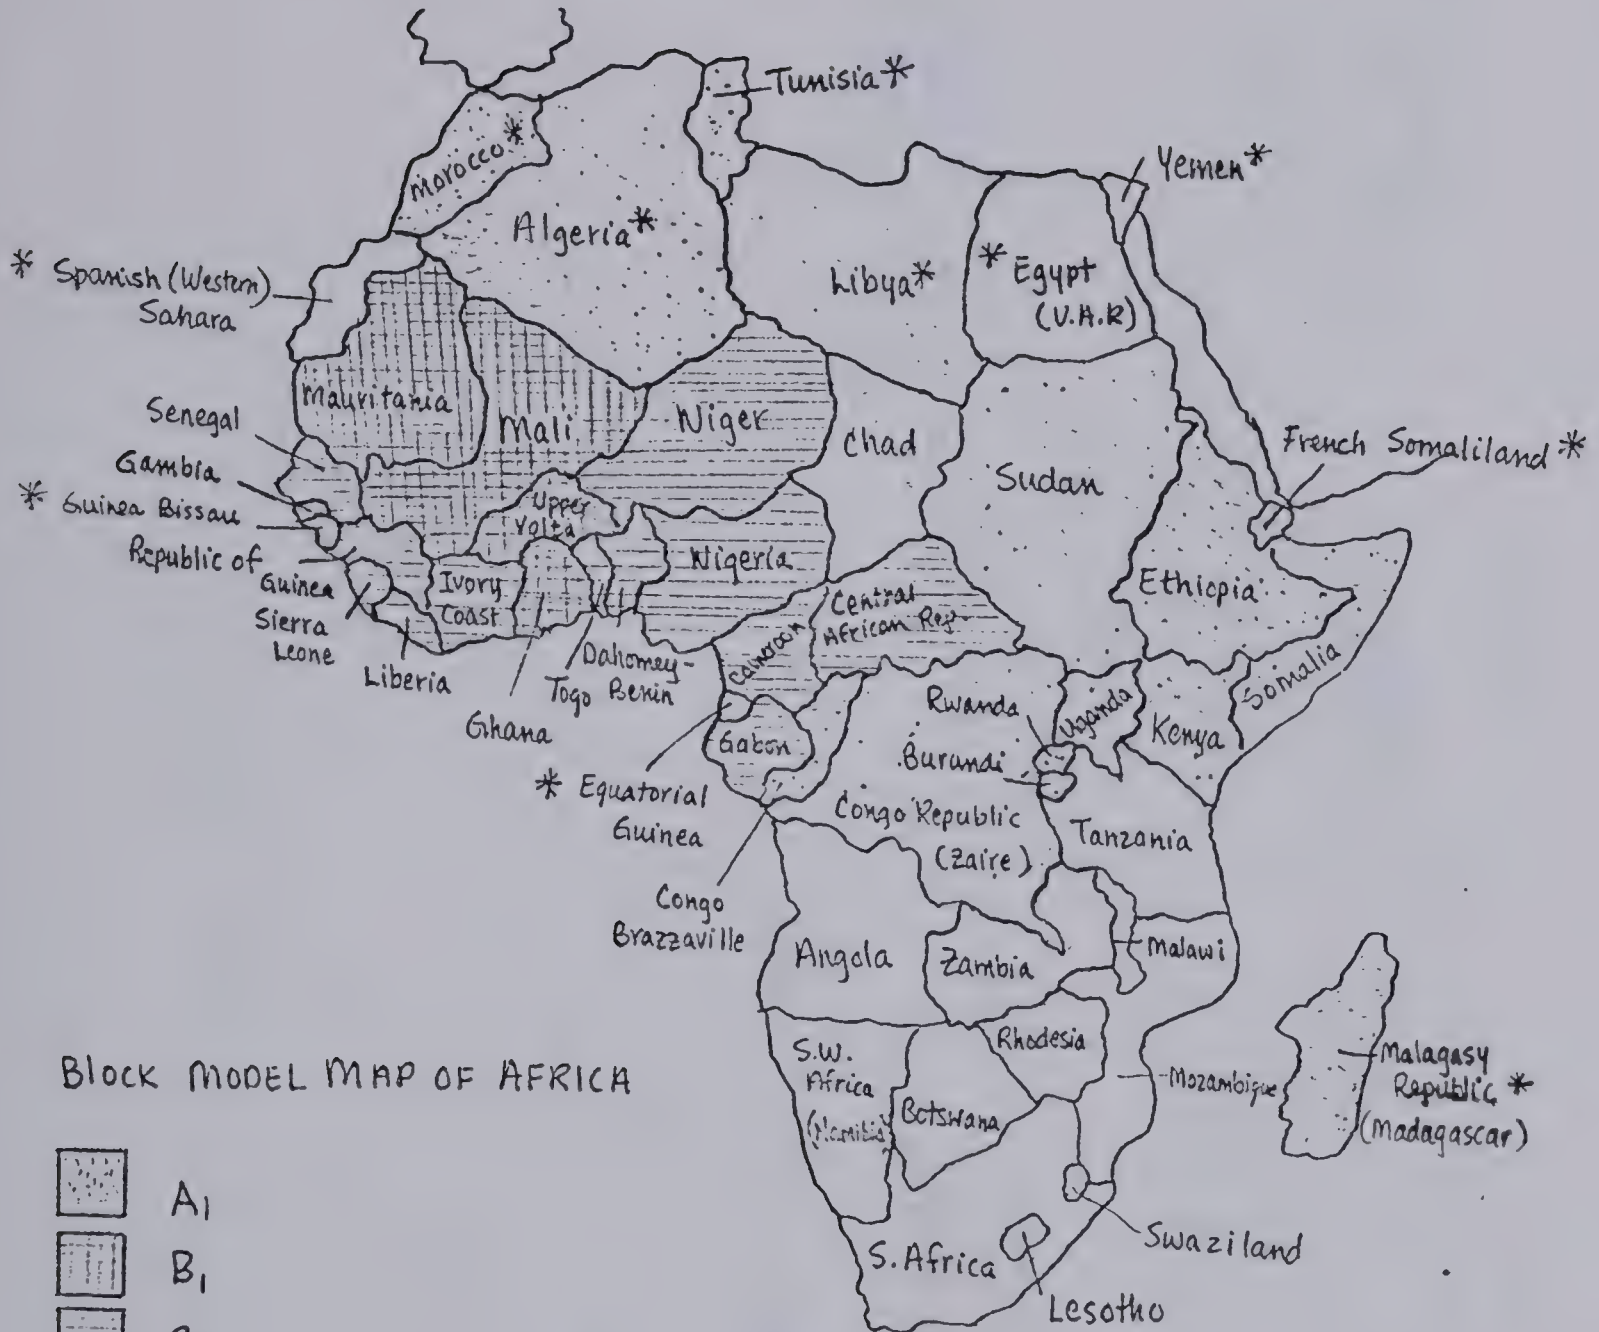 Tunisia*
Yemen*
Morocco*
Algeria*
Libya*
* Egypt
(U.A.R)
* Spanish (Western)
Sahara
Mauritania
Mali
Niger
Chad
Sudan
French Somaliland *
Senegal
Gambia
* Guinea Bissau
Republic of
Guinea
Sierra
Leone
Liberia
Upper
Volta
Ivory
Coast
Ghana
Togo
Dahomey-
Benin
Nigeria
Cameroon
Central
African Rep.
Ethiopia
Somalia
Rwanda
Uganda
Kenya
Burundi
Gabon
* Equatorial
Guinea
Congo Republic
(Zaire)
Tanzania
Congo
Brazzaville
Angola
Zambia
Malawi
S.W.
Africa
(Namibia)
Rhodesia
Botswana
Mozambique
Malagasy
Republic *
(Madagascar)
BLOCK MODEL MAP OF AFRICA
A1
B1
S. Africa
Swaziland
Lesotho